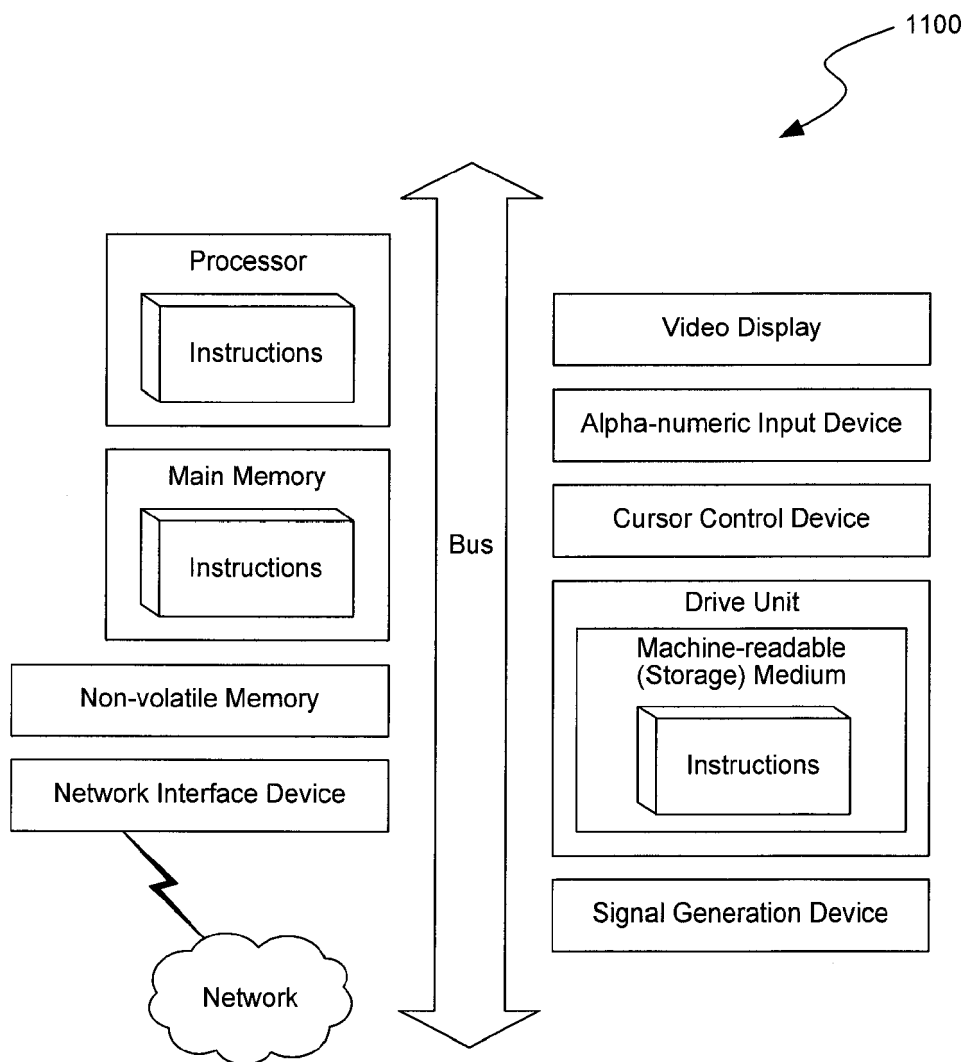 1100
Processor
Instructions
Main Memory
Instructions
Non-volatile Memory
Network Interface Device
Network
Bus
Video Display
Alpha-numeric Input Device
Cursor Control Device
Drive Unit
Machine-readable
(Storage) Medium
Instructions
Signal Generation Device